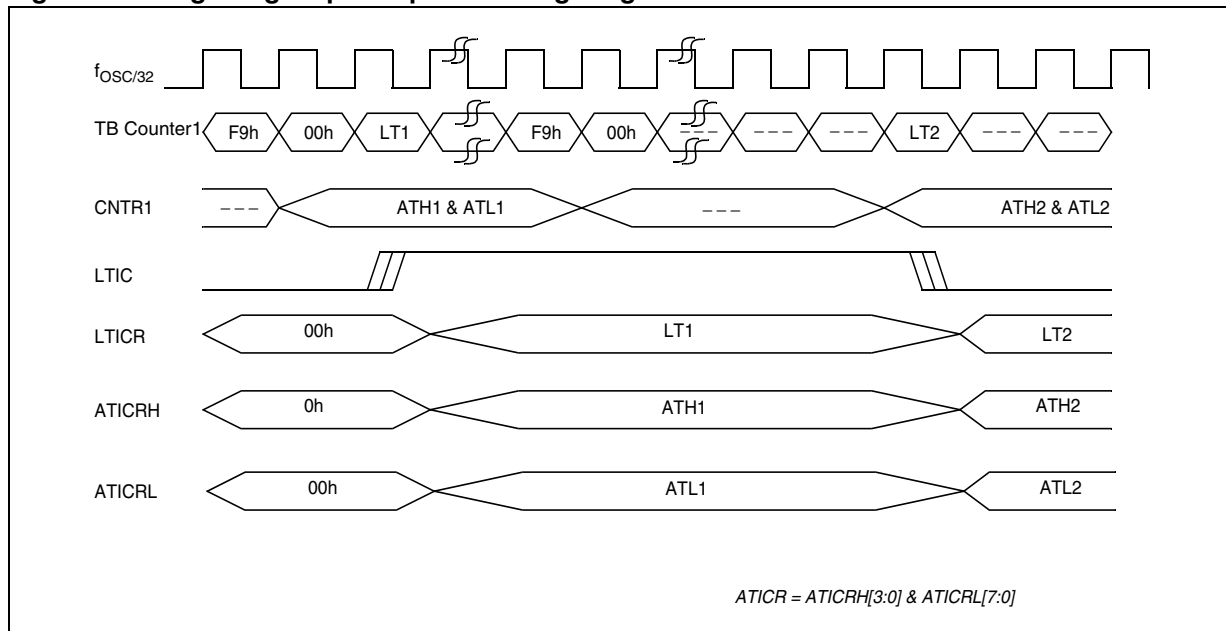 fOSC/32
TB Counter1 F9h 00h LT1 F9h 00h --- --- --- LT2 --- ---
CNTR1 --- ATH1 & ATL1 --- ATH2 & ATL2
LTIC
LTICR 00h LT1 LT2
ATICRH 0h ATH1 ATH2
ATICRL 00h ATL1 ATL2
ATICR = ATICRH[3:0] & ATICRL[7:0]